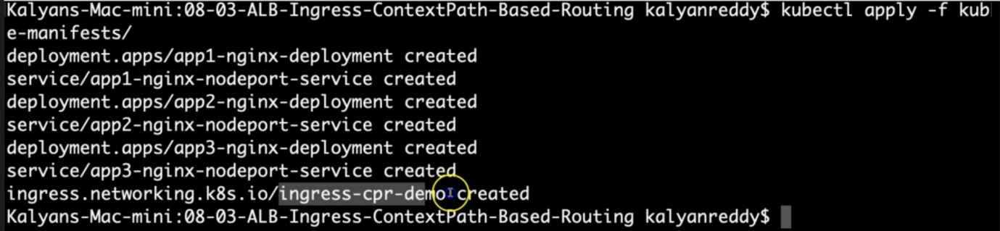 Kalyans-Mac-mini:08-03-ALB-Ingress-ContextPath-Based-Routing kalyanreddy$ kubectl apply -f kub
e-manifests/
deployment.apps/app1-nginx-deployment created
service/app1-nginx-nodeport-service created
deployment.apps/app2-nginx-deployment created
service/app2-nginx-nodeport-service created
deployment.apps/app3-nginx-deployment created
service/app3-nginx-nodeport-service created
ingress.networking.k8s.io/ingress-cpr-demo created
Kalyans-Mac-mini:08-03-ALB-Ingress-ContextPath-Based-Routing kalyanreddy$